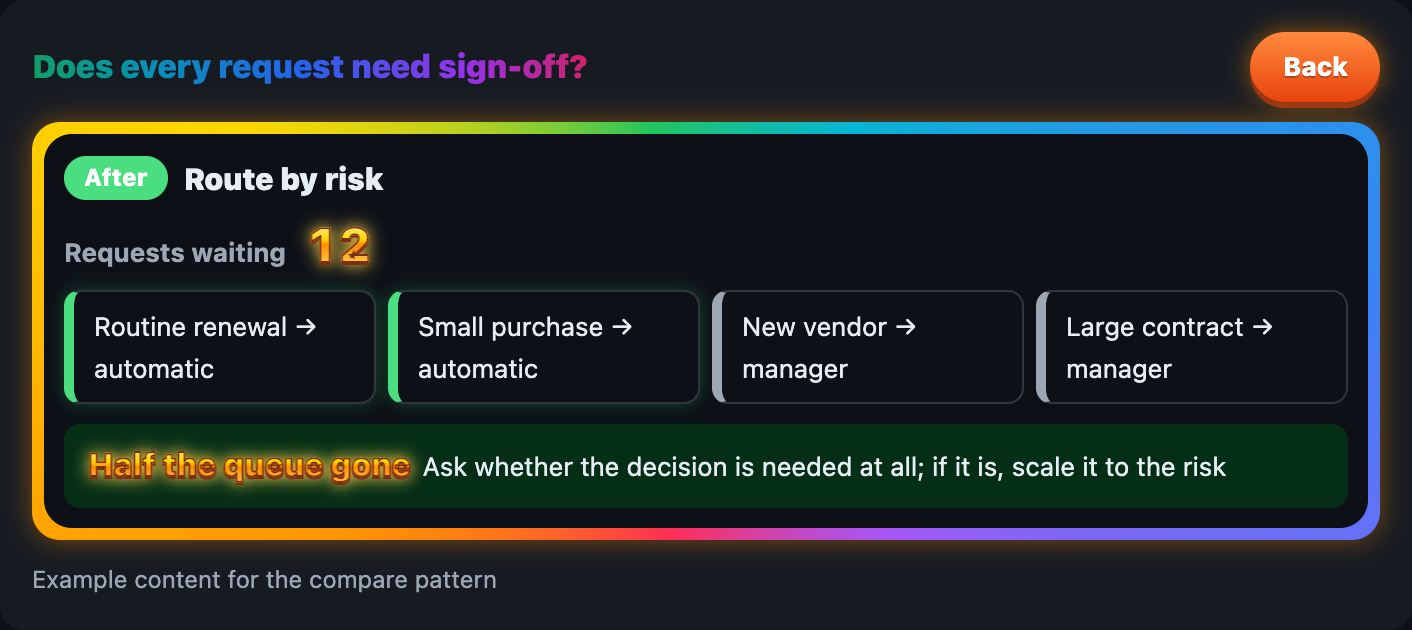 Does every request need sign-off?
Back
After
Route by risk
Requests waiting 12
Routine renewal →
automatic
Small purchase →
automatic
New vendor →
manager
Large contract →
manager
Half the queue gone Ask whether the decision is needed at all; if it is, scale it to the risk
Example content for the compare pattern